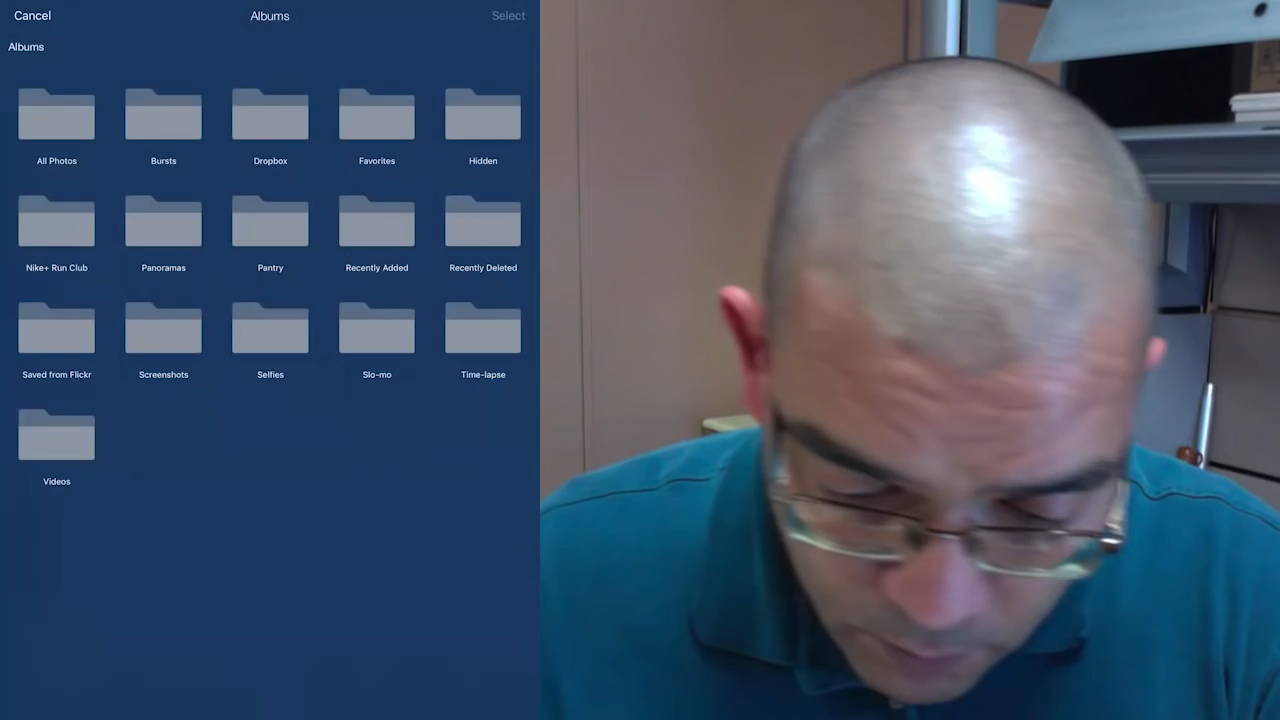 Cancel Albums Select
Albums
All Photos Bursts Dropbox Favorites Hidden
Nike+ Run Club Panoramas Pantry Recently Added Recently Deleted
Saved from Flickr Screenshots Selfies Slo-mo Time-lapse
Videos